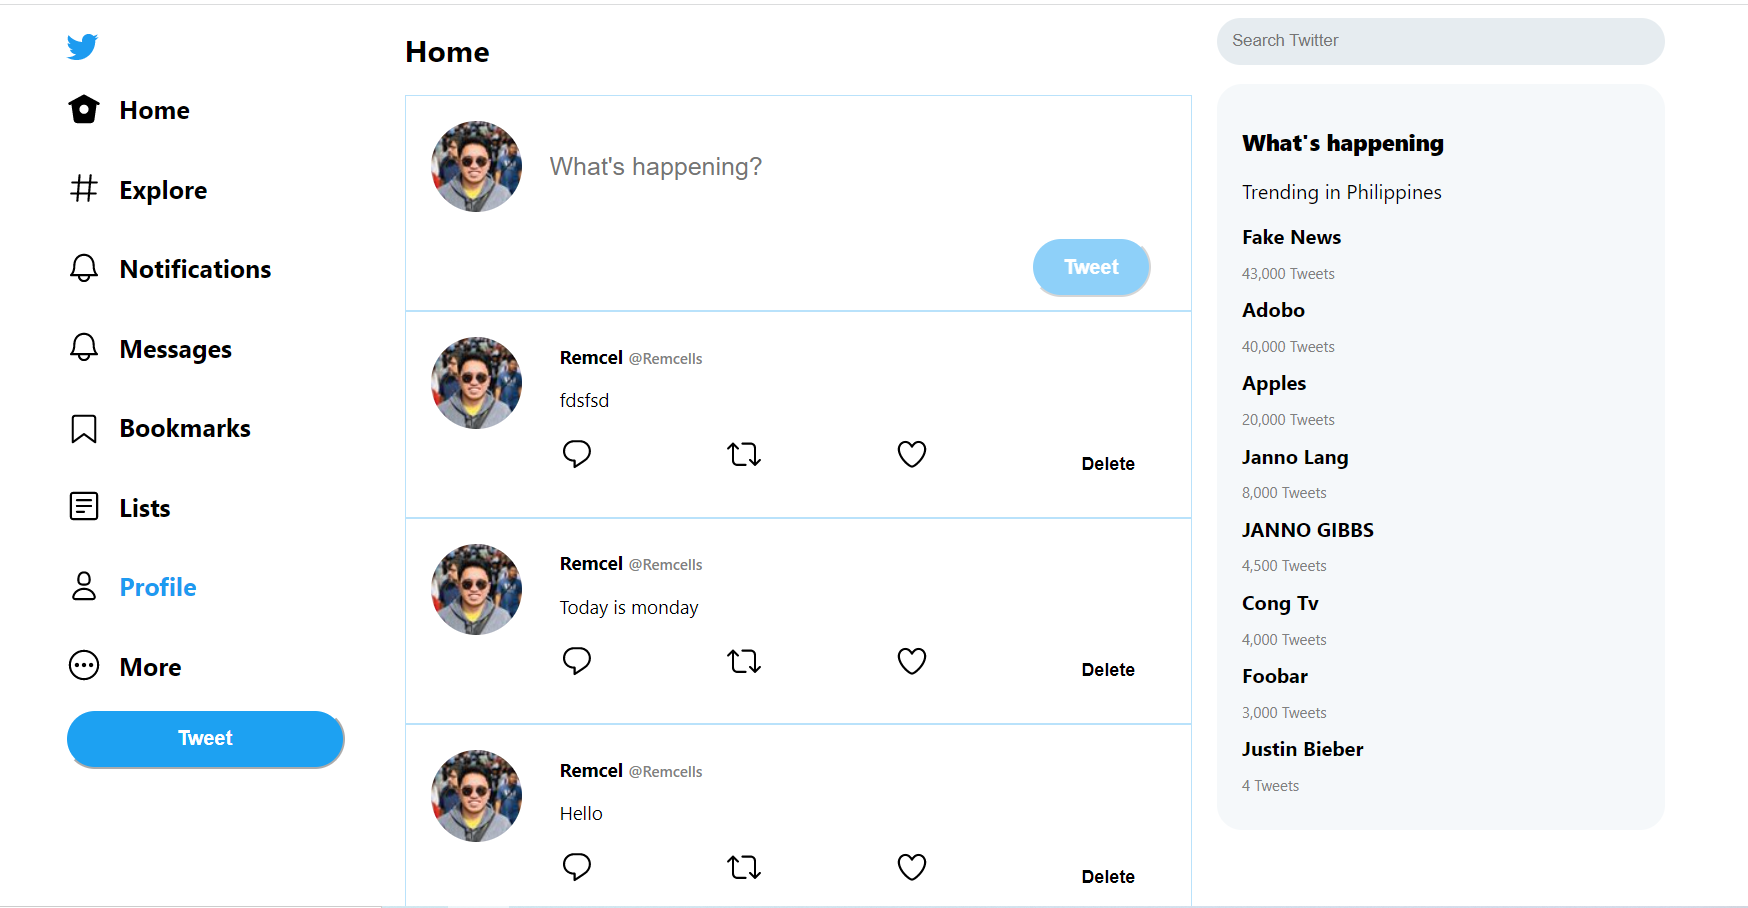 Home
Explore
Notifications
Messages
Bookmarks
Lists
Profile
More
Tweet
Home
What's happening?
Tweet
Remcel @Remcells
fdsfsd
Delete
Remcel @Remcells
Today is monday
Delete
Remcel @Remcells
Hello
Delete
Search Twitter
What's happening
Trending in Philippines
Fake News
43,000 Tweets
Adobo
40,000 Tweets
Apples
20,000 Tweets
Janno Lang
8,000 Tweets
JANNO GIBBS
4,500 Tweets
Cong Tv
4,000 Tweets
Foobar
3,000 Tweets
Justin Bieber
4 Tweets